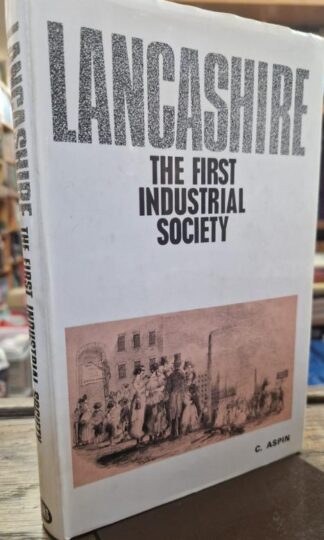 LANCASHIRE
THE FIRST
INDUSTRIAL
SOCIETY
C. ASPIN
LANCASHIRE THE FIRST INDUSTRIAL SOCIETY